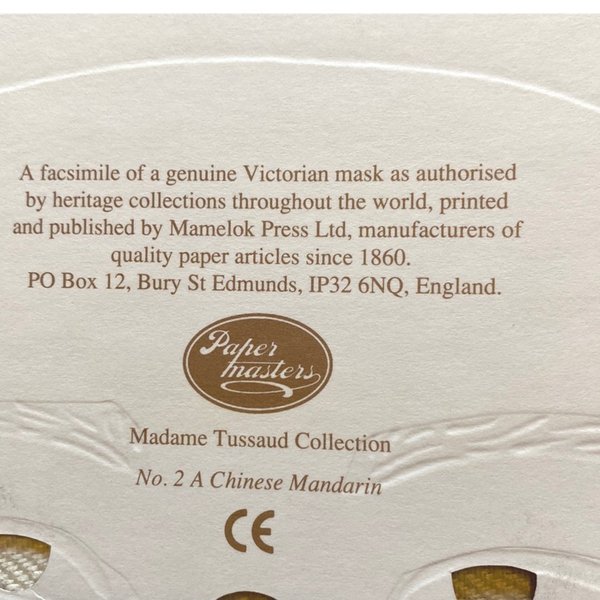 A facsimile of a genuine Victorian mask as authorised
by heritage collections throughout the world, printed
and published by Mamelok Press Ltd, manufacturers of
quality paper articles since 1860.
PO Box 12, Bury St Edmunds, IP32 6NQ, England.
Paper
masters
Madame Tussaud Collection
No. 2 A Chinese Mandarin
CE